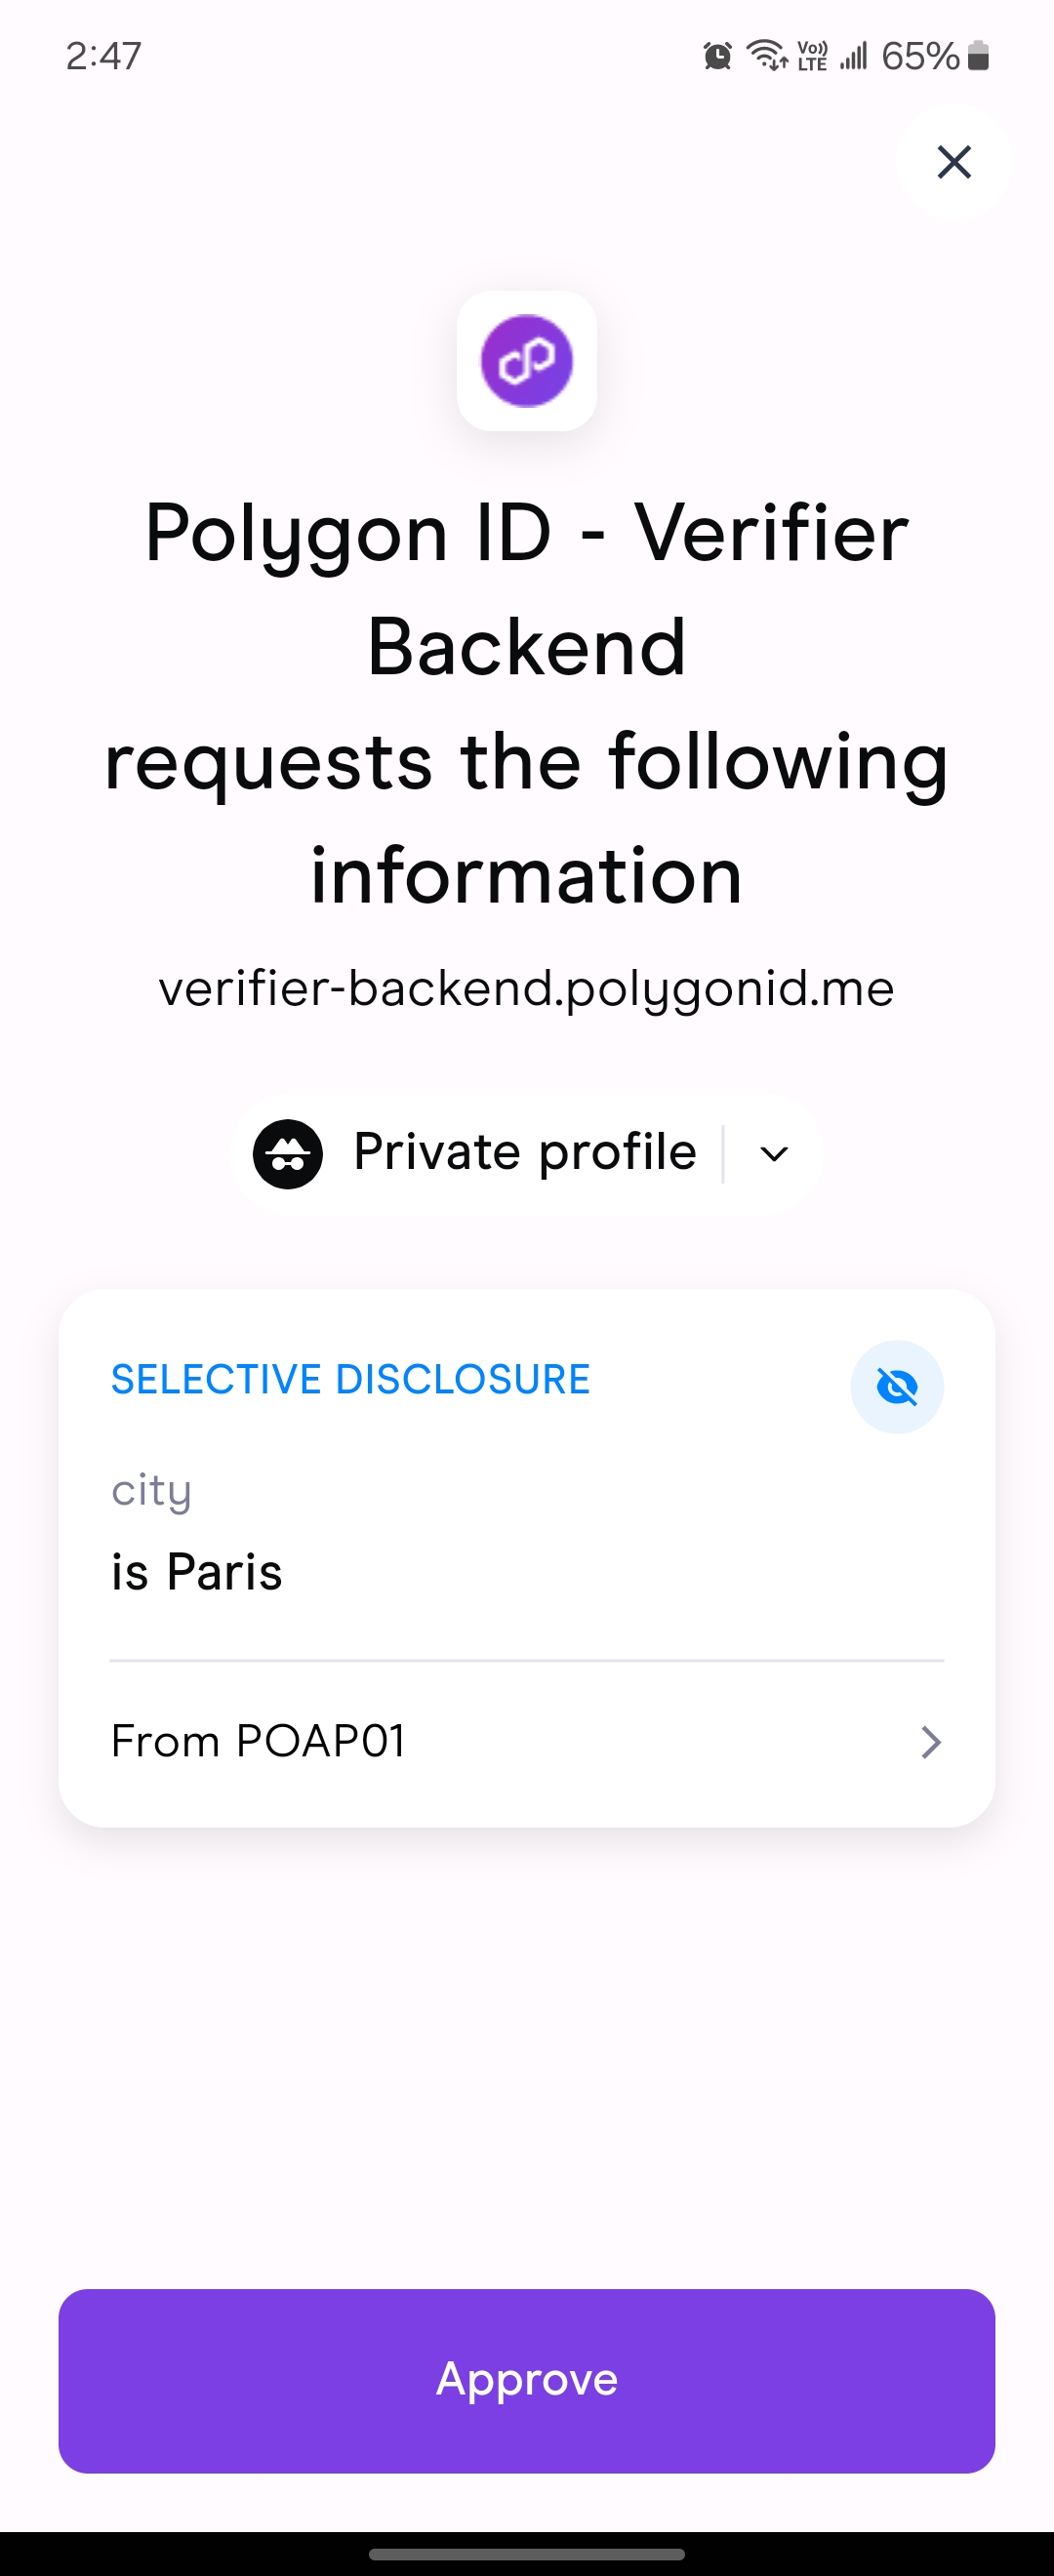 2:47
Vo)) LTE 65%
Polygon ID - Verifier
Backend
requests the following
information
verifier-backend.polygonid.me
Private profile
SELECTIVE DISCLOSURE
city
is Paris
From POAP01
Approve